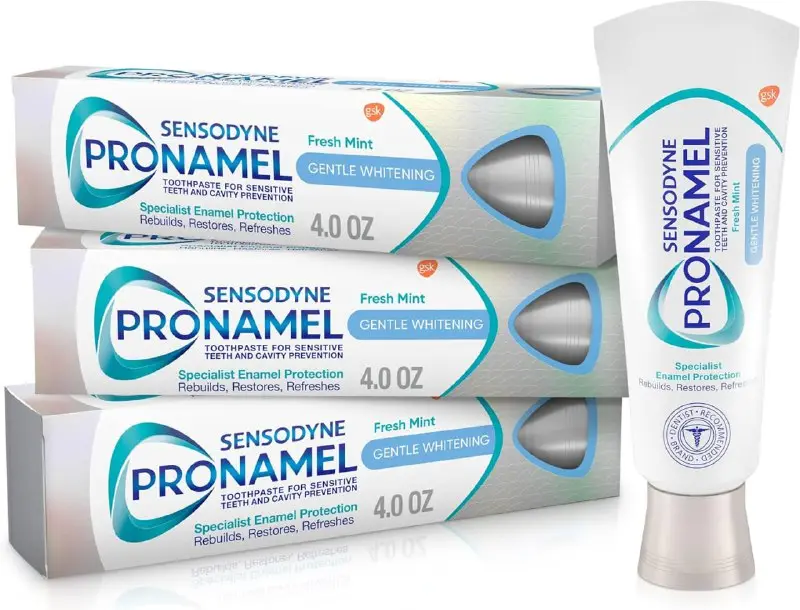 SENSODYNE
PRONAMEL
TOOTHPASTE FOR SENSITIVE
TEETH AND CAVITY PREVENTION
Specialist Enamel Protection
Rebuilds, Restores, Refreshes
Fresh Mint
GENTLE WHITENING
4.0 OZ
gsk
SENSODYNE
PRONAMEL
TOOTHPASTE FOR SENSITIVE
TEETH AND CAVITY PREVENTION
Specialist Enamel Protection
Rebuilds, Restores, Refreshes
Fresh Mint
GENTLE WHITENING
4.0 OZ
gsk
SENSODYNE
PRONAMEL
TOOTHPASTE FOR SENSITIVE
TEETH AND CAVITY PREVENTION
Specialist Enamel Protection
Rebuilds, Restores, Refreshes
Fresh Mint
GENTLE WHITENING
4.0 OZ
gsk
SENSODYNE
PRONAMEL
TOOTHPASTE FOR SENSITIVE
TEETH AND CAVITY PREVENTION
Fresh Mint
GENTLE WHITENING
Specialist
Enamel Protection
Rebuilds, Restores,
DENTIST · RECOMMENDED · BRAND ·